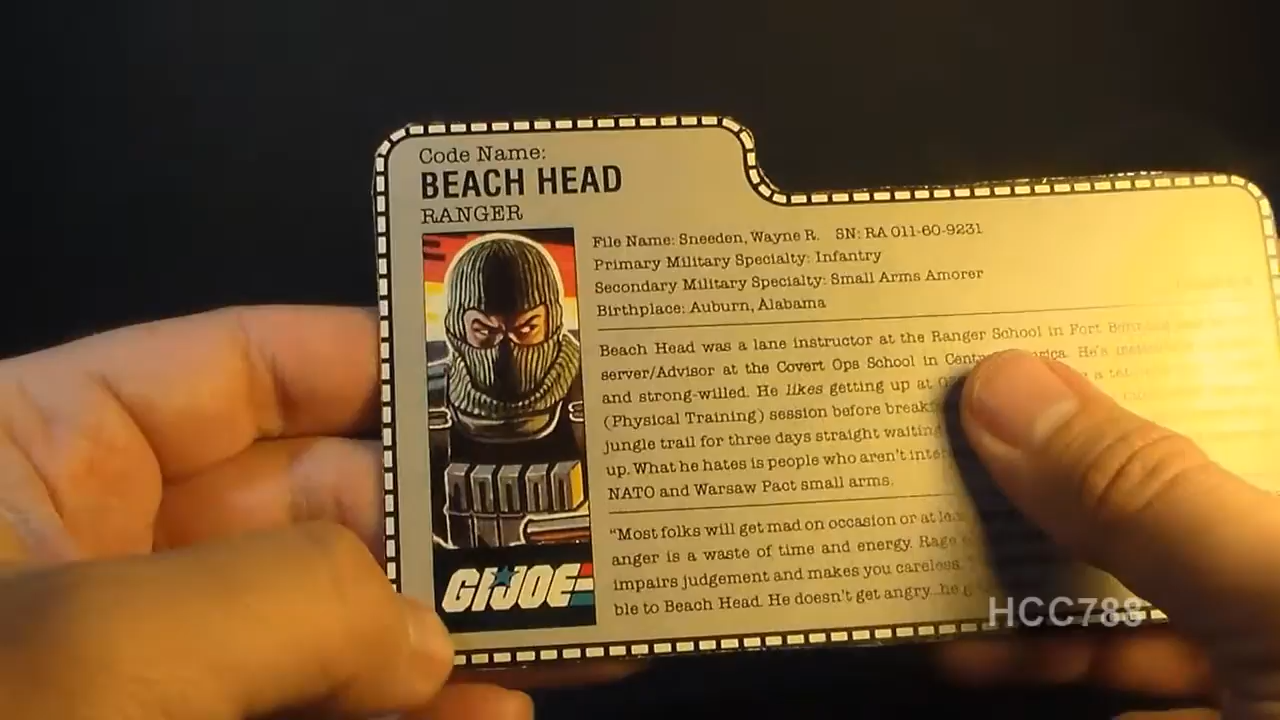 Code Name:
BEACH HEAD
RANGER
File Name: Sneeden, Wayne R. SN: RA 011-60-9231
Primary Military Specialty: Infantry
Secondary Military Specialty: Small Arms Amorer
Birthplace: Auburn, Alabama
Beach Head was a lane instructor at the Ranger School in Fort
server/Advisor at the Covert Ops School in He's
and strong-willed. He likes getting up at
(Physical Training) session before
jungle trail for three days straight waiting
up. What he hates is people who aren't
NATO and Warsaw Pact small arms.
"Most folks will get mad on occasion or at
anger is a waste of time and energy. Rage
impairs judgement and makes you careless.
ble to Beach Head. He doesn't get angry...he
GI JOE
HCC788